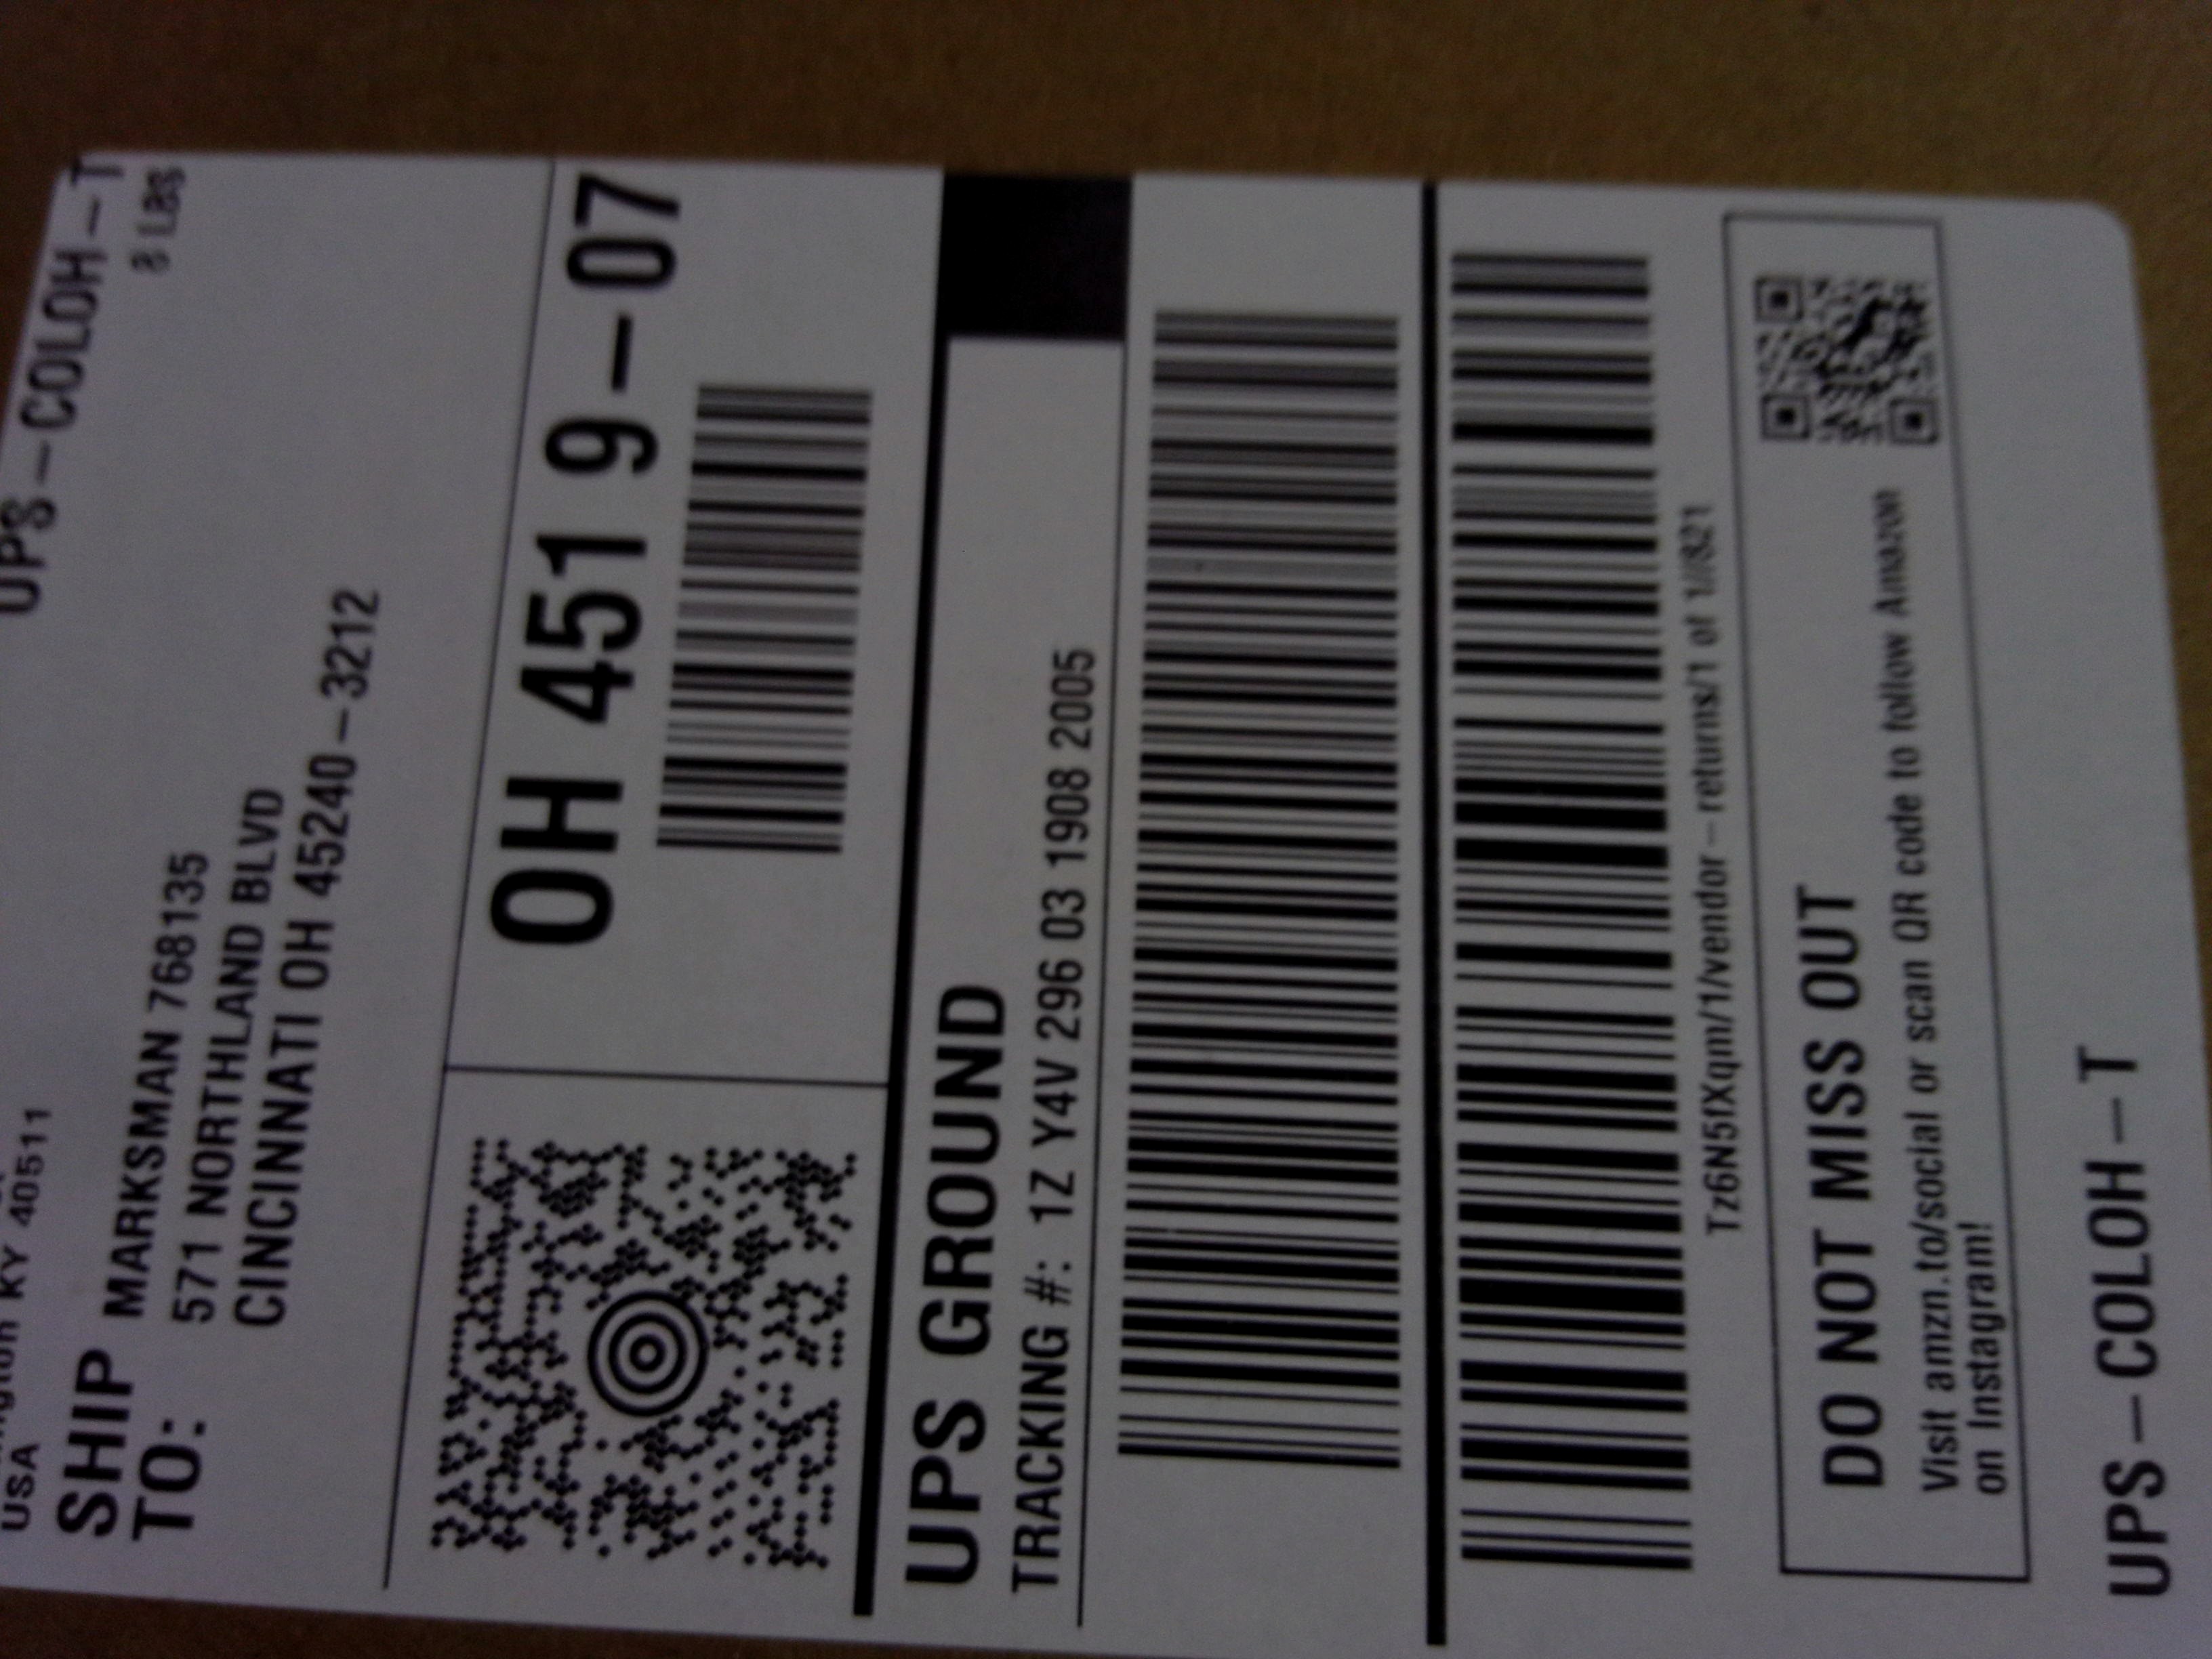 UPS-COLOH-T
8 LBS
KY 40511
USA
SHIP TO:
MARKSMAN 768135
571 NORTHLAND BLVD
CINCINNATI OH 45240-3212
OH 451 9-07
UPS GROUND
TRACKING #: 1Z Y4V 296 03 1908 2005
Tz6N5fXqm/1/vendor-returns/1 of 1//821
DO NOT MISS OUT
Visit amzn.to/social or scan QR code to follow Amazon
on Instagram!
UPS-COLOH-T